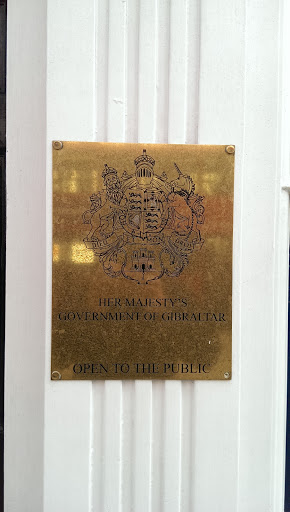 HER MAJESTY'S
GOVERNMENT OF GIBRALTAR
OPEN TO THE PUBLIC